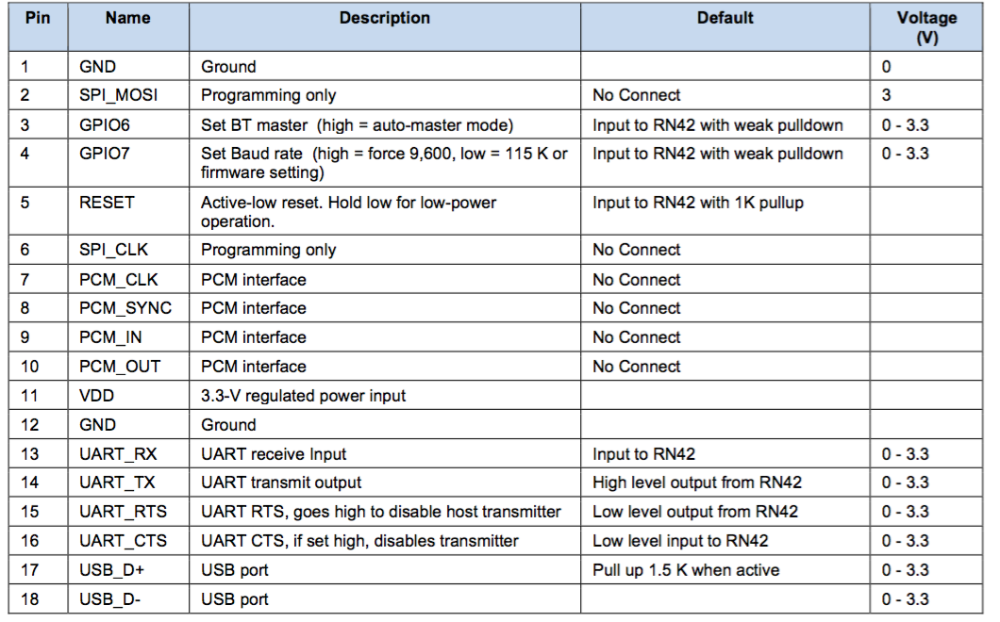 Pin Name Description Default Voltage (V)
1 GND Ground 0
2 SPI_MOSI Programming only No Connect 3
3 GPIO6 Set BT master (high = auto-master mode) Input to RN42 with weak pulldown 0 - 3.3
4 GPIO7 Set Baud rate (high = force 9,600, low = 115 K or Input to RN42 with weak pulldown 0 - 3.3
firmware setting)
5 RESET Active-low reset. Hold low for low-power Input to RN42 with 1K pullup
operation.
6 SPI_CLK Programming only No Connect
7 PCM_CLK PCM interface No Connect
8 PCM_SYNC PCM interface No Connect
9 PCM_IN PCM interface No Connect
10 PCM_OUT PCM interface No Connect
11 VDD 3.3-V regulated power input
12 GND Ground
13 UART_RX UART receive Input Input to RN42 0 - 3.3
14 UART_TX UART transmit output High level output from RN42 0 - 3.3
15 UART_RTS UART RTS, goes high to disable host transmitter Low level output from RN42 0 - 3.3
16 UART_CTS UART CTS, if set high, disables transmitter Low level input to RN42 0 - 3.3
17 USB_D+ USB port Pull up 1.5 K when active 0 - 3.3
18 USB_D- USB port 0 - 3.3